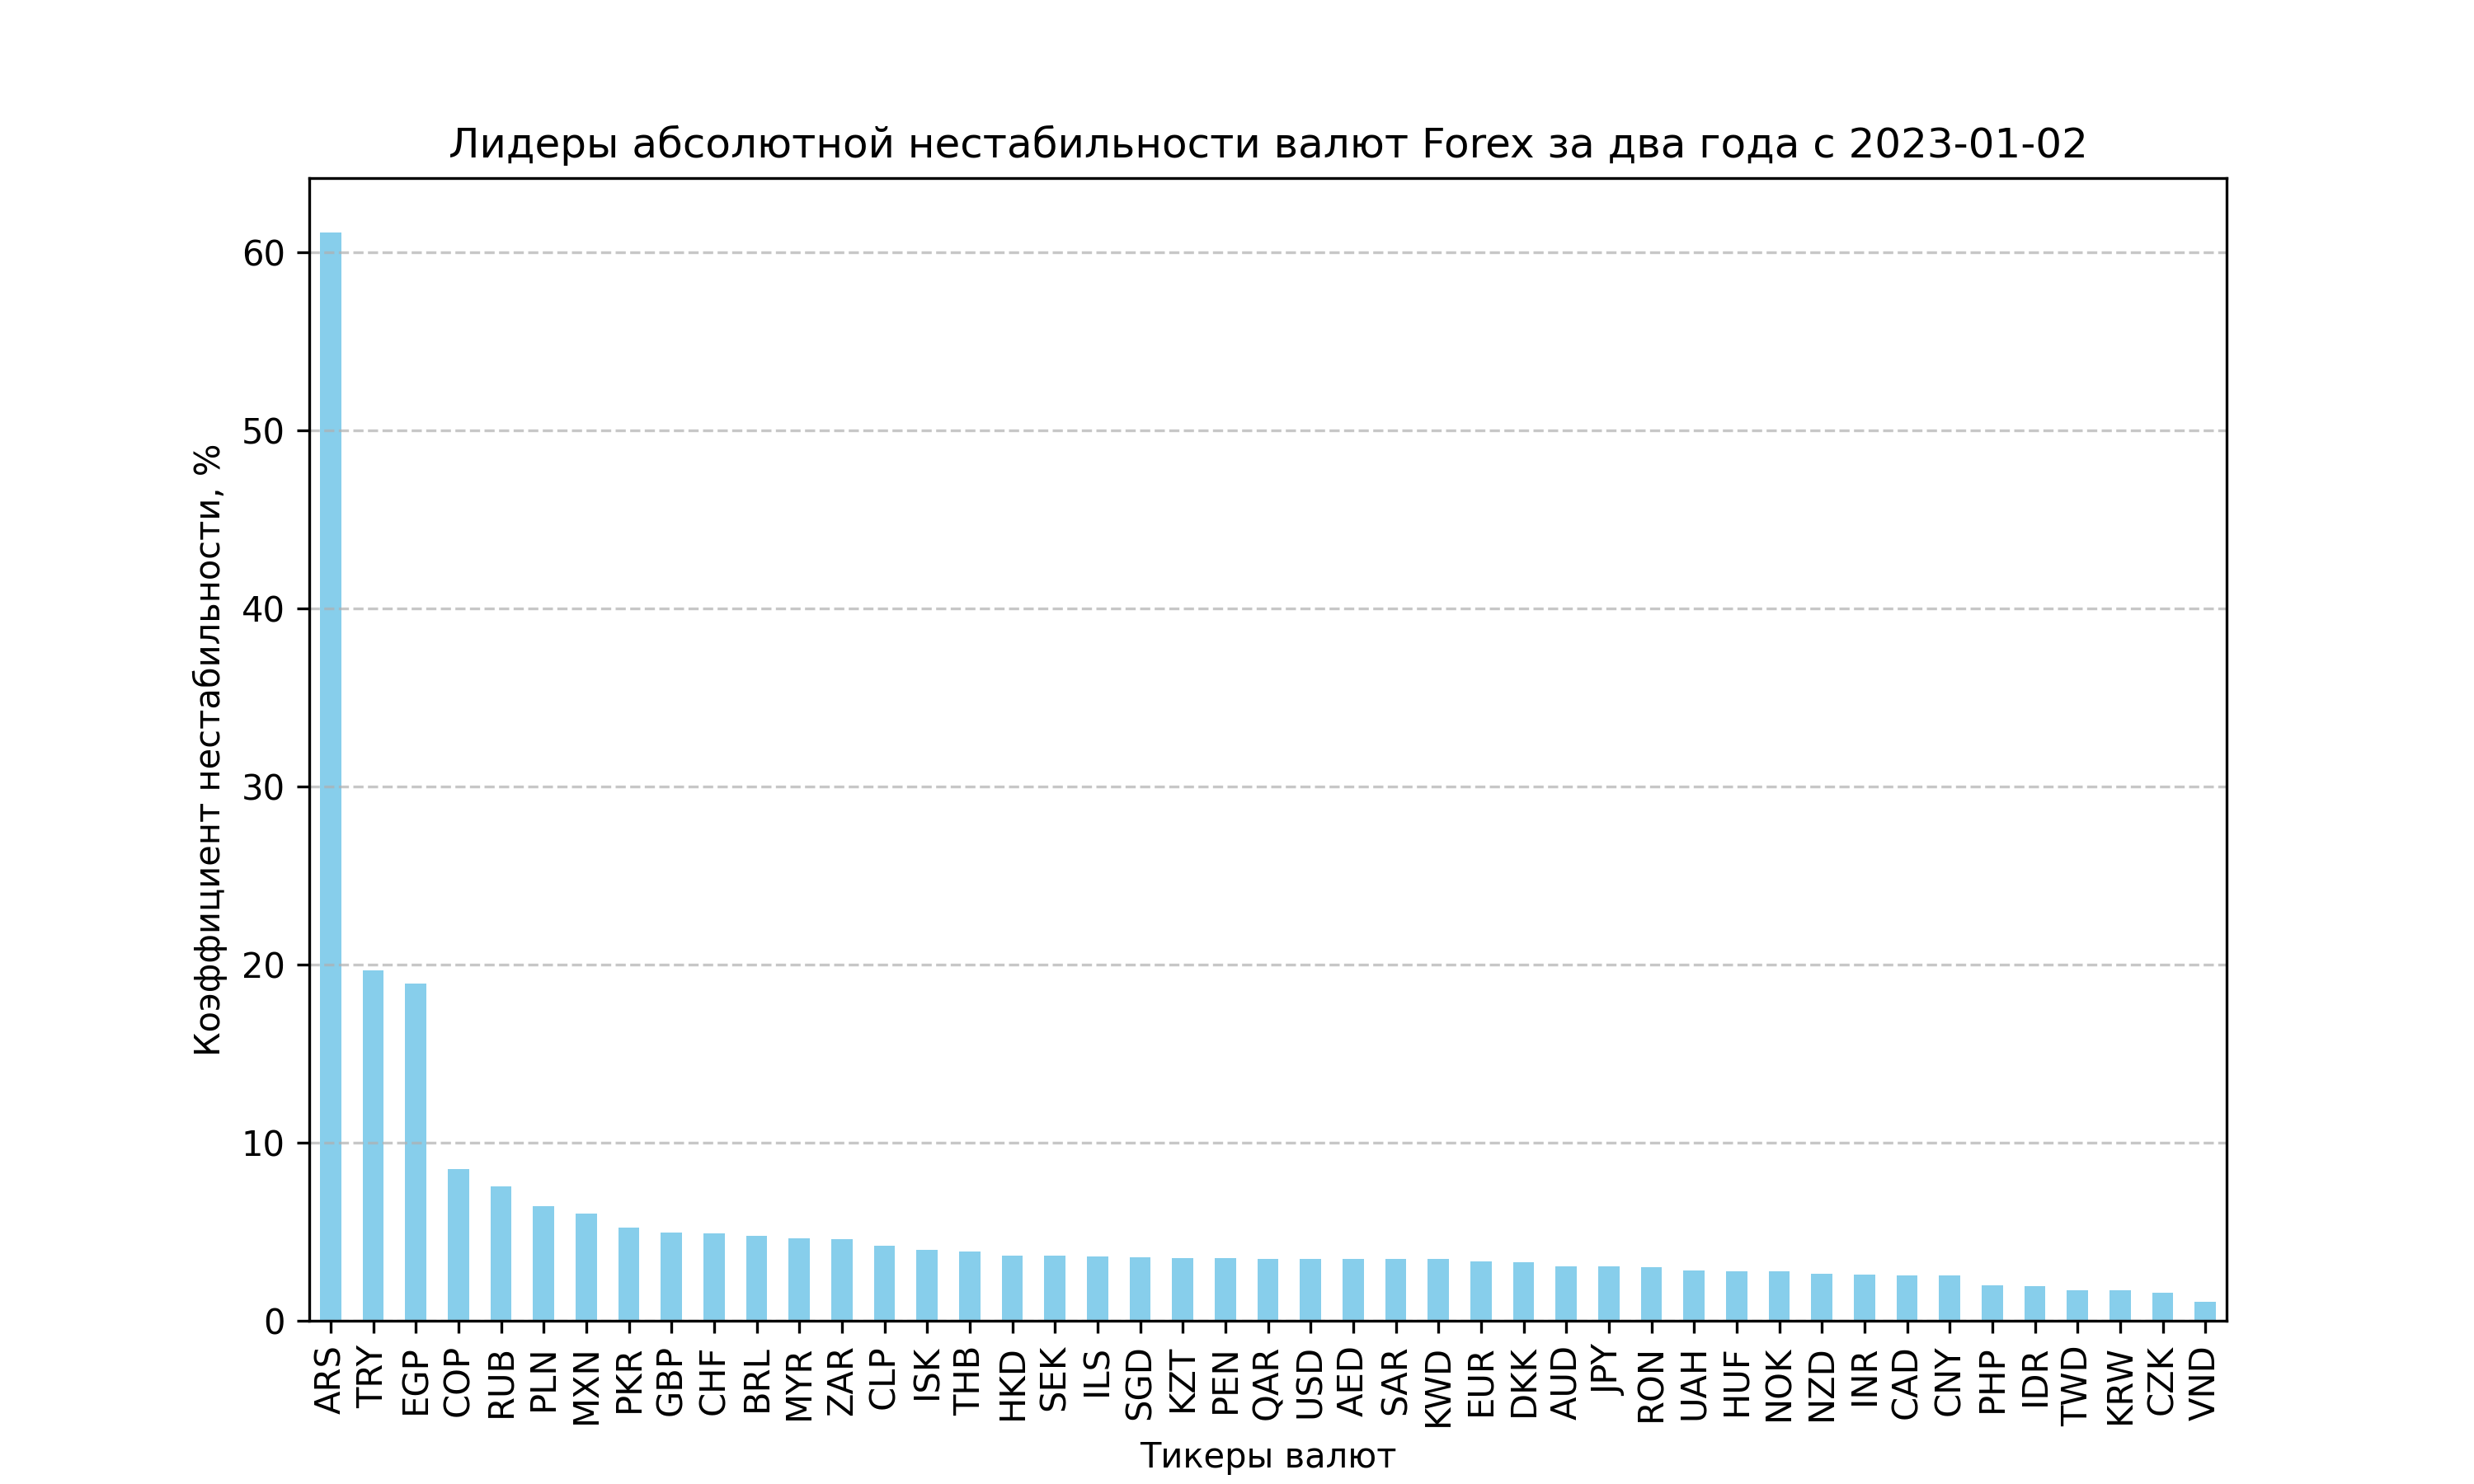 Лидеры абсолютной нестабильности валют Forex за два года с 2023-01-02
Коэффициент нестабильности, %
60
50
40
30
20
10
0
ARS TRY EGP COP RUB PLN MXN PKR GBP CHF BRL MYR ZAR CLP ISK THB HKD SEK ILS SGD KZT PEN QAR USD AED SAR KWD EUR DKK AUD JPY RON UAH HUF NOK NZD INR CAD CNY PHP IDR TWD KRW CZK VND
Тикеры валют